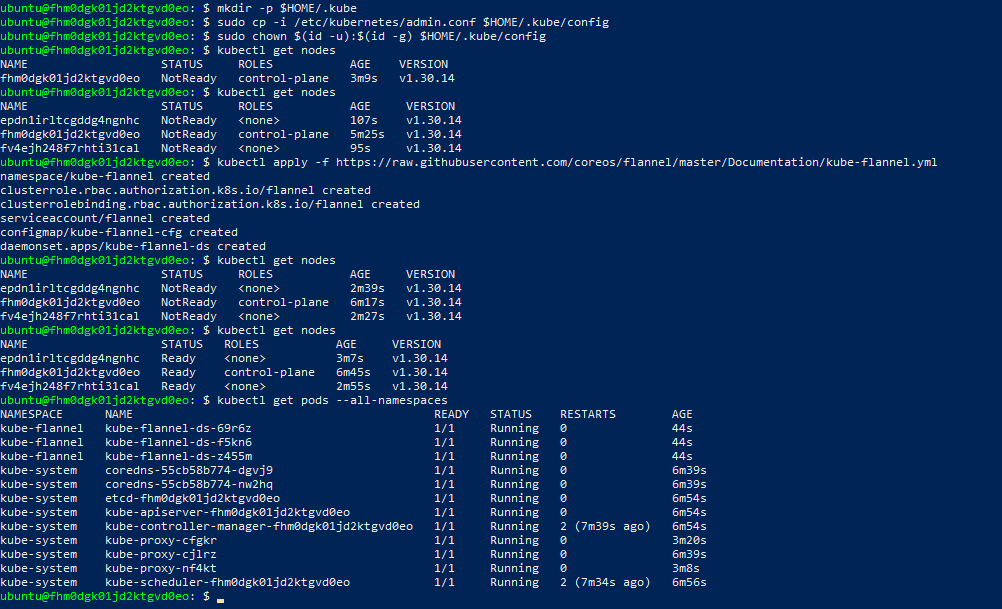 ubuntu@fhm0dgk01jd2ktgvd0eo: $ mkdir -p $HOME/.kube
ubuntu@fhm0dgk01jd2ktgvd0eo: $ sudo cp -i /etc/kubernetes/admin.conf $HOME/.kube/config
ubuntu@fhm0dgk01jd2ktgvd0eo: $ sudo chown $(id -u):$(id -g) $HOME/.kube/config
ubuntu@fhm0dgk01jd2ktgvd0eo: $ kubectl get nodes
NAME STATUS ROLES AGE VERSION
fhm0dgk01jd2ktgvd0eo NotReady control-plane 3m9s v1.30.14
ubuntu@fhm0dgk01jd2ktgvd0eo: $ kubectl get nodes
NAME STATUS ROLES AGE VERSION
epdn1irltcgddg4ngnhc NotReady <none> 107s v1.30.14
fhm0dgk01jd2ktgvd0eo NotReady control-plane 5m25s v1.30.14
fv4ejh248f7rhti31cal NotReady <none> 95s v1.30.14
ubuntu@fhm0dgk01jd2ktgvd0eo: $ kubectl apply -f https://raw.githubusercontent.com/coreos/flannel/master/Documentation/kube-flannel.yml
namespace/kube-flannel created
clusterrole.rbac.authorization.k8s.io/flannel created
clusterrolebinding.rbac.authorization.k8s.io/flannel created
serviceaccount/flannel created
configmap/kube-flannel-cfg created
daemonset.apps/kube-flannel-ds created
ubuntu@fhm0dgk01jd2ktgvd0eo: $ kubectl get nodes
NAME STATUS ROLES AGE VERSION
epdn1irltcgddg4ngnhc NotReady <none> 2m39s v1.30.14
fhm0dgk01jd2ktgvd0eo NotReady control-plane 6m17s v1.30.14
fv4ejh248f7rhti31cal NotReady <none> 2m27s v1.30.14
ubuntu@fhm0dgk01jd2ktgvd0eo: $ kubectl get nodes
NAME STATUS ROLES AGE VERSION
epdn1irltcgddg4ngnhc Ready <none> 3m7s v1.30.14
fhm0dgk01jd2ktgvd0eo Ready control-plane 6m45s v1.30.14
fv4ejh248f7rhti31cal Ready <none> 2m55s v1.30.14
ubuntu@fhm0dgk01jd2ktgvd0eo: $ kubectl get pods --all-namespaces
NAMESPACE NAME READY STATUS RESTARTS AGE
kube-flannel kube-flannel-ds-69r6z 1/1 Running 0 44s
kube-flannel kube-flannel-ds-f5kn6 1/1 Running 0 44s
kube-flannel kube-flannel-ds-z455m 1/1 Running 0 44s
kube-system coredns-55cb58b774-dgvj9 1/1 Running 0 6m39s
kube-system coredns-55cb58b774-nw2hq 1/1 Running 0 6m39s
kube-system etcd-fhm0dgk01jd2ktgvd0eo 1/1 Running 0 6m54s
kube-system kube-apiserver-fhm0dgk01jd2ktgvd0eo 1/1 Running 0 6m54s
kube-system kube-controller-manager-fhm0dgk01jd2ktgvd0eo 1/1 Running 2 (7m39s ago) 6m54s
kube-system kube-proxy-cfgkr 1/1 Running 0 3m20s
kube-system kube-proxy-cjlrz 1/1 Running 0 6m39s
kube-system kube-proxy-nf4kt 1/1 Running 0 3m8s
kube-system kube-scheduler-fhm0dgk01jd2ktgvd0eo 1/1 Running 2 (7m34s ago) 6m56s
ubuntu@fhm0dgk01jd2ktgvd0eo: $